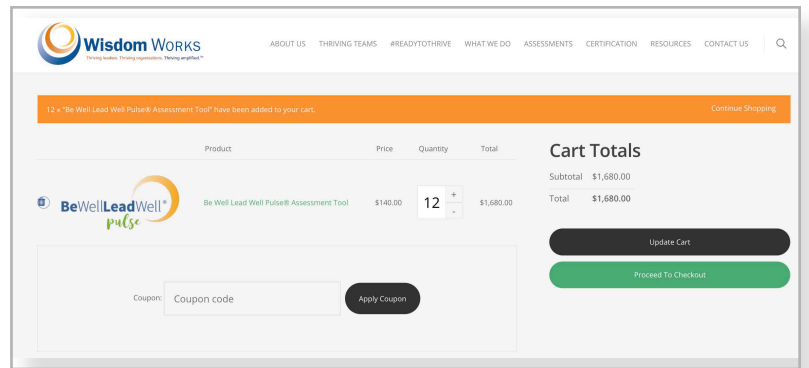 Wisdom Works
Thriving leaders. Thriving organizations. Thriving amplified.™
ABOUT US THRIVING TEAMS #READYTOTHRIVE WHAT WE DO ASSESSMENTS CERTIFICATION RESOURCES CONTACT US
12 × “Be Well Lead Well Pulse® Assessment Tool” have been added to your cart. Continue Shopping
Product Price Quantity Total
BeWellLeadWell®
pulse
Be Well Lead Well Pulse® Assessment Tool $140.00 12 + - $1,680.00
Coupon: Coupon code Apply Coupon
Cart Totals
Subtotal $1,680.00
Total $1,680.00
Update Cart
Proceed To Checkout